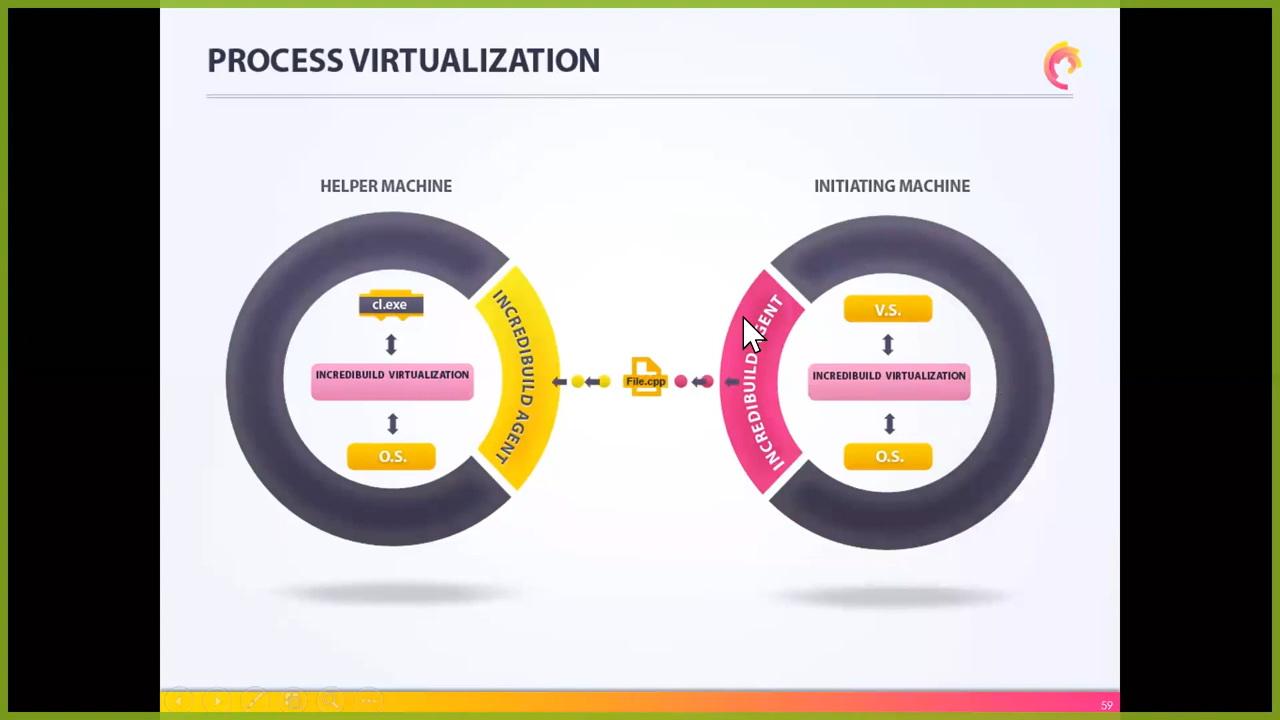 PROCESS VIRTUALIZATION
HELPER MACHINE
INITIATING MACHINE
cl.exe
INCREDIBUILD VIRTUALIZATION
O.S.
INCREDIBUILD AGENT
File.cpp
INCREDIBUILD AGENT
V.S.
INCREDIBUILD VIRTUALIZATION
O.S.
59